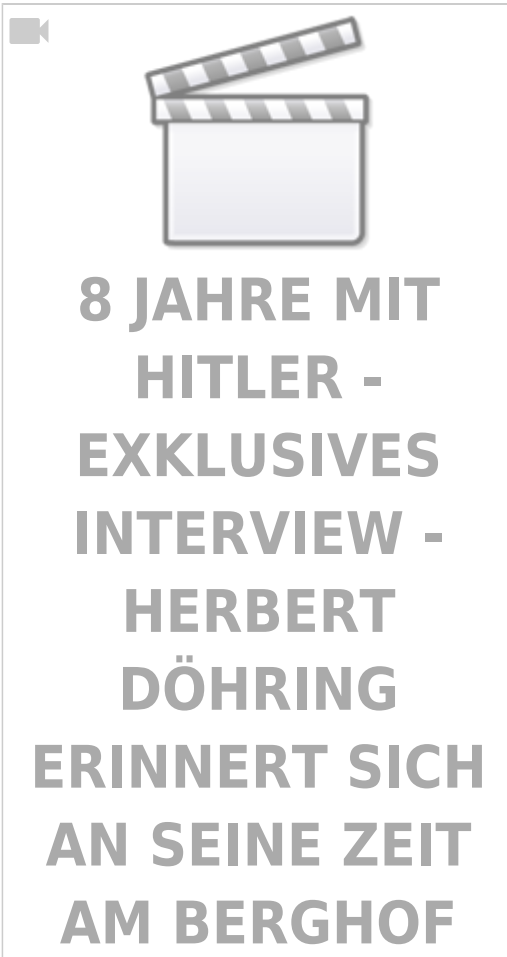 8 JAHRE MIT
HITLER -
EXKLUSIVES
INTERVIEW -
HERBERT
DÖHRING
ERINNERT SICH
AN SEINE ZEIT
AM BERGHOF